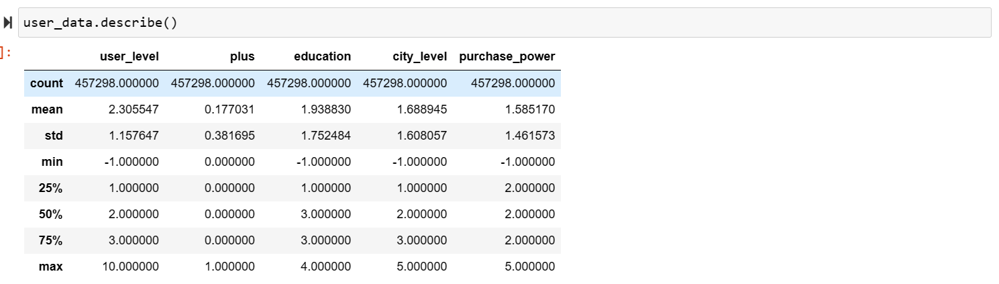 user_data.describe()
]:
user_level plus education city_level purchase_power
count 457298.000000 457298.000000 457298.000000 457298.000000 457298.000000
mean 2.305547 0.177031 1.938830 1.688945 1.585170
std 1.157647 0.381695 1.752484 1.608057 1.461573
min -1.000000 0.000000 -1.000000 -1.000000 -1.000000
25% 1.000000 0.000000 1.000000 1.000000 2.000000
50% 2.000000 0.000000 3.000000 2.000000 2.000000
75% 3.000000 0.000000 3.000000 3.000000 2.000000
max 10.000000 1.000000 4.000000 5.000000 5.000000